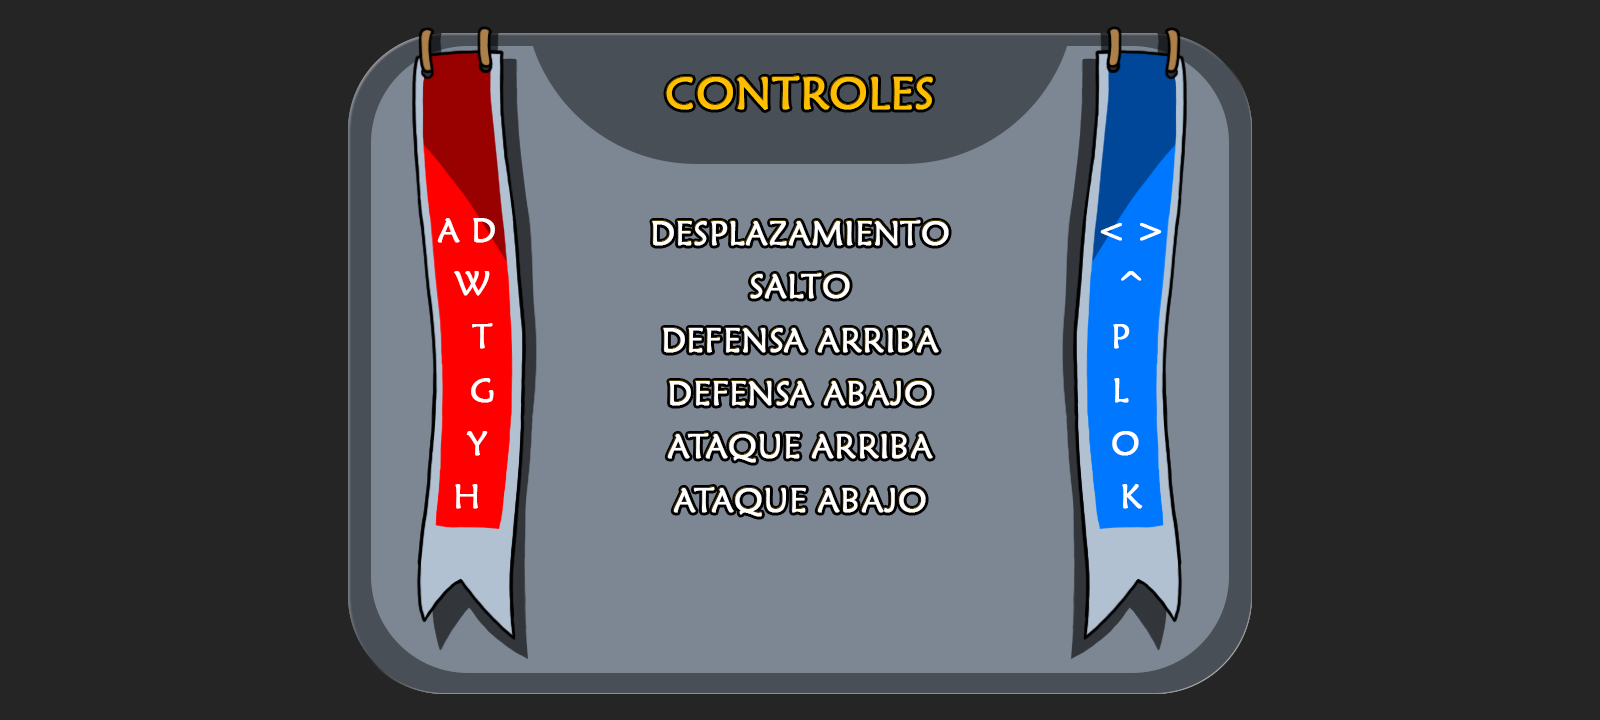 CONTROLES
A D DESPLAZAMIENTO < >
W SALTO ^
T DEFENSA ARRIBA P
G DEFENSA ABAJO L
Y ATAQUE ARRIBA O
H ATAQUE ABAJO K